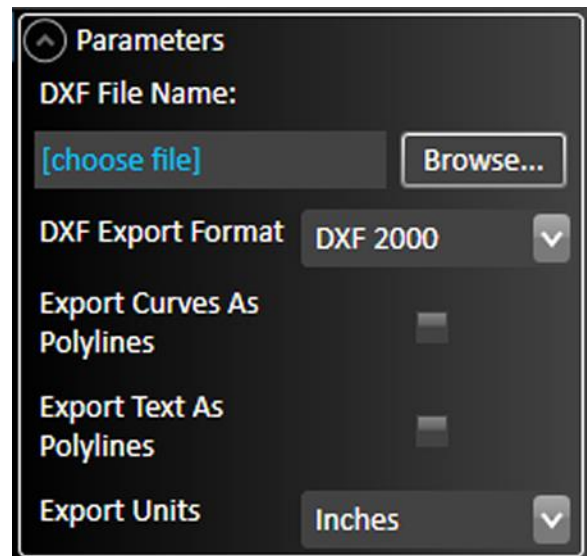 Parameters
DXF File Name:
[choose file] Browse...
DXF Export Format DXF 2000
Export Curves As
Polylines
Export Text As
Polylines
Export Units Inches